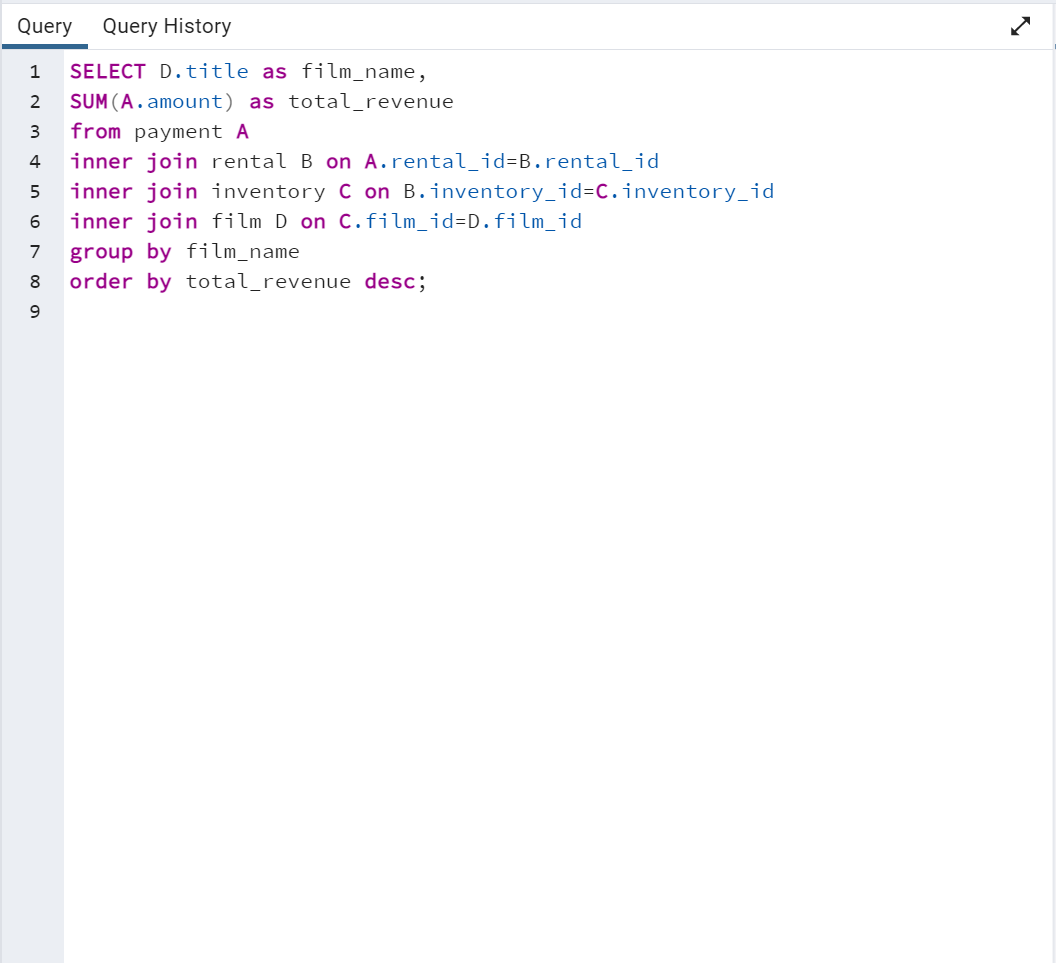 Query Query History
1 SELECT D.title as film_name,
2 SUM(A.amount) as total_revenue
3 from payment A
4 inner join rental B on A.rental_id=B.rental_id
5 inner join inventory C on B.inventory_id=C.inventory_id
6 inner join film D on C.film_id=D.film_id
7 group by film_name
8 order by total_revenue desc;
9